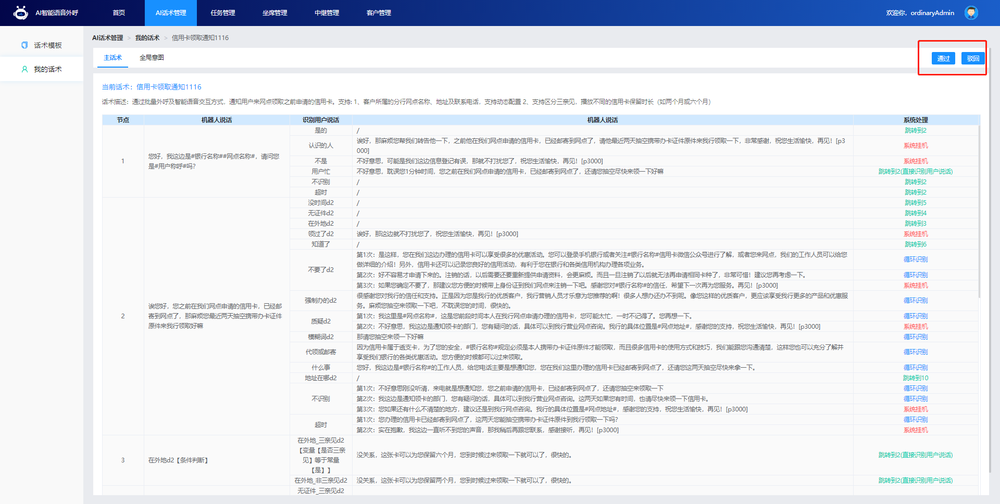 AI智能语音外呼
首页
AI话术管理
任务管理
坐席管理
中继管理
客户管理
欢迎你，ordinaryAdmin
话术模板
我的话术
AI话术管理 > 我的话术 > 信用卡领取通知1116
主话术
全局意图
通过
驳回
当前话术：信用卡领取通知1116
话术描述：通过批量外呼及智能语音交互方式，通知用户来网点领取之前申请的信用卡。支持: 1、客户所属的分行网点名称、地址及联系电话，支持动态配置 2、支持区分三亲见，播放不同的信用卡保留时长（如两个月或六个月）
节点 机器人说话 识别用户说话 机器人说话 系统处理
1
您好，我这边是#银行名称##网点名称#，请问您
是#用户称呼#吗？
是的 / 跳转到2
认识的人
诶好，那麻烦您帮我们转告他一下，之前他在我们网点申请的信用卡，已经邮寄到网点了，请他最近两天抽空携带办卡证件原件来我行领取一下，非常感谢，祝您生活愉快，再见！[p3
000]
系统挂机
不是 不好意思，可能是我们这边信息登记有误，那就不打扰您了，祝您生活愉快，再见！[p3000] 系统挂机
用户忙 不好意思，耽误您1分钟时间，您之前在我们网点申请的信用卡，已经邮寄到网点了，还请您抽空尽快来领一下好嘛 跳转到2(直接识别用户说话)
不识别 / 跳转到2
超时 / 跳转到2
2
诶您好，您之前在我们网点申请的信用卡，已经邮
寄到网点了，那麻烦您最近两天抽空携带办卡证件
原件来我行领取好嘛
没时间d2 / 跳转到5
无证件d2 / 跳转到4
在外地d2 / 跳转到3
领过了d2 诶好，那这边就不打扰您了，祝您生活愉快，再见！[p3000] 系统挂机
知道了 / 跳转到6
不要了d2
第1次：是这样，您在我们这边办理的信用卡可以享受很多的优惠活动。您可以登录手机银行或者关注#银行名称#信用卡微信公众号进行了解，或者您来网点，我们的工作人员可以给您
做详细的介绍！另外，信用卡还可以记录您良好的信用活动，有利于您在银行和各类信用机构办理各项业务。
循环识别
第2次：好不容易才申请下来的。注销的话，以后需要还要重新提供申请资料，会更麻烦。而且一旦注销了以后就无法再申请相同卡种了，非常可惜！建议您再考虑一下。 循环识别
第3次：如果您确定不要了，那建议您方便的时候带上身份证到我们网点来注销一下吧。感谢您对#银行名称#的信任，希望下一次再为您服务。再见！[p3000] 系统挂机
强制办的d2
很感谢您对我行的信任和支持。正是因为您是我行的优质客户，我行营销人员才乐意为您推荐的啊！很多人想办还办不到呢。像您这样的优质客户，更应该享受我行更多的产品和优惠服
务。麻烦您抽空来领取一下吧，不耽误您的时间，很快的。
循环识别
质疑d2
第1次：我这里是#网点名称#，这是您前段时间本人在我行网点申请办理的信用卡，您可能太忙，一时不记得了。您再想一下。 循环识别
第2次：不好意思，我这边是通知领卡的部门，您有疑问的话，具体可以到我行营业网点咨询。我行的具体位置是#网点地址#，感谢您的支持，祝您生活愉快，再见！[p3000] 系统挂机
模糊词d2 那请您抽空来领一下好嘛 循环识别
代领或邮寄
因为信用卡属于透支卡，为了您的安全，#银行名称#规定必须是本人携带办卡证件原件才能领取，而且很多信用卡的使用方式和技巧，我们能跟您沟通清楚，这样您也可以充分了解并
享受我们银行的各类优惠活动。您方便的时候都可以过来领取。
循环识别
什么事 您好，我这边是#银行名称#的工作人员，给您电话主要是想通知您，您在我们这里办理的信用卡已经邮寄到网点了，还请您这两天抽空尽快来拿一下。 循环识别
地址在哪d2 / 跳转到10
不识别
第1次：不好意思刚没听清，来电就是想通知您，您之前申请的信用卡，已经邮寄到网点了，还请您抽空来领取一下 循环识别
第2次：我这边是通知领卡的部门，您有疑问的话，具体可以到我行营业网点咨询。这两天如果您有时间，也请尽快来领一下信用卡。 循环识别
第3次：您如果还有什么不清楚的地方，建议还是到我行网点咨询。我行的具体位置是#网点地址#，感谢您的支持，祝您生活愉快，再见！[p3000] 系统挂机
超时
第1次：您办理的信用卡已经邮寄到网点了，这两天您能抽空携带办卡证件原件到我行领取一下吗? 循环识别
第2次：实在抱歉，我这边一直听不到您的声音，那我稍后再跟您联系，感谢接听，再见！[p3000] 系统挂机
3
在外地d2【条件判断】
在外地_三亲见d2
【变量【是否三亲
见】等于常量
【是】】
没关系，这张卡可以为您保留六个月，您到时候过来领取一下就可以了，很快的。 跳转到2(直接识别用户说话)
在外地_非三亲见d2 没关系，这张卡可以为您保留两个月，您到时候过来领取一下就可以了，很快的。 跳转到2(直接识别用户说话)
无证件_三亲见d2